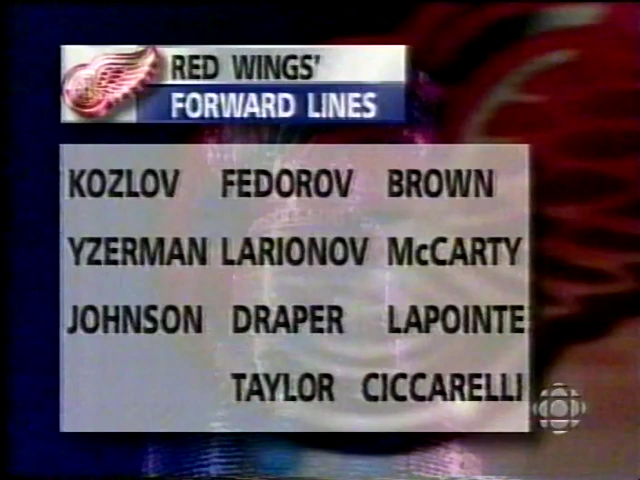 RED WINGS'
FORWARD LINES
KOZLOV FEDOROV BROWN
YZERMAN LARIONOV McCARTY
JOHNSON DRAPER LAPOINTE
TAYLOR CICCARELLI